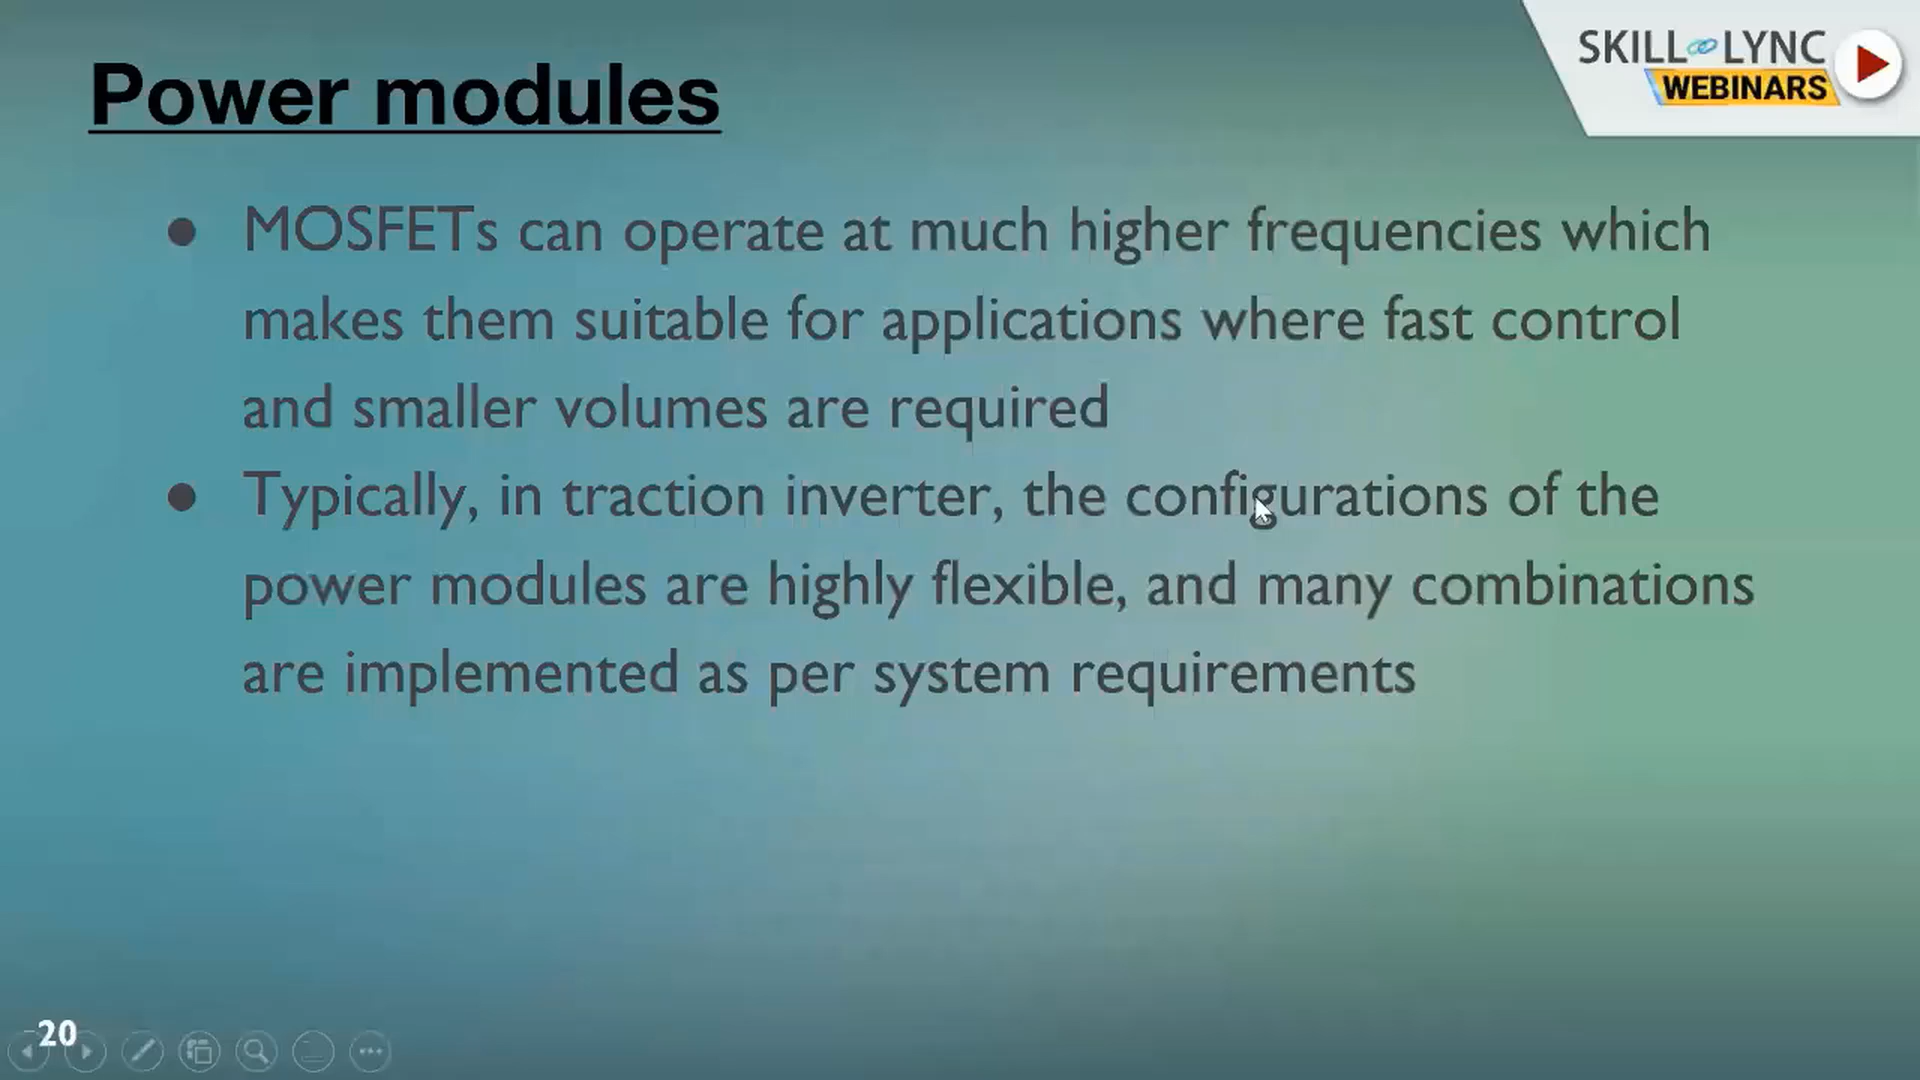 Power modules
SKILL LYNC
WEBINARS
● MOSFETs can operate at much higher frequencies which
makes them suitable for applications where fast control
and smaller volumes are required
● Typically, in traction inverter, the configurations of the
power modules are highly flexible, and many combinations
are implemented as per system requirements
20